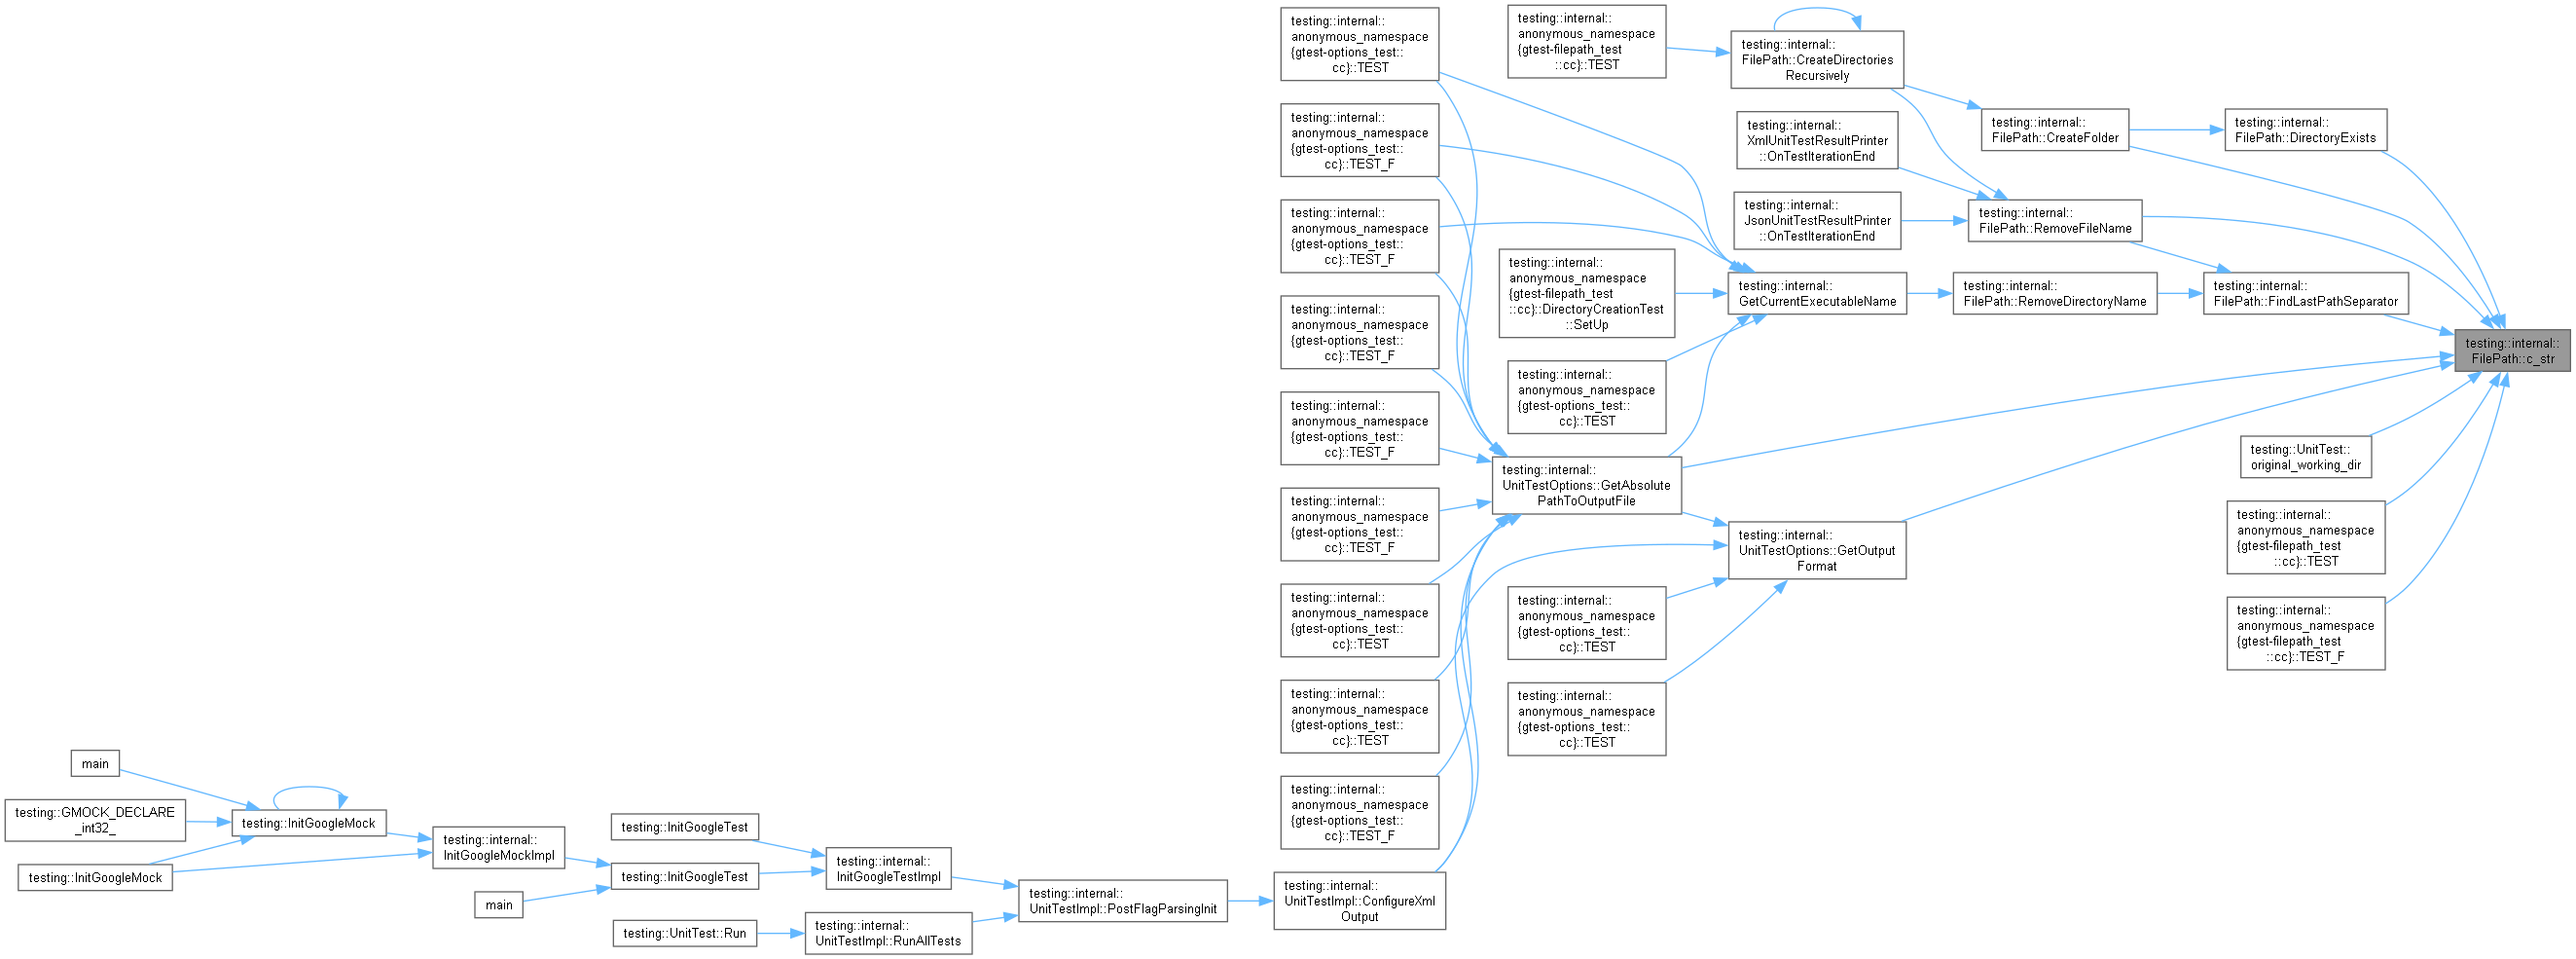 main
testing::GMOCK_DECLARE
_int32_
testing::InitGoogleMock
testing::InitGoogleMock
testing::internal::
InitGoogleMockImpl
main
testing::InitGoogleTest
testing::InitGoogleTest
testing::UnitTest::Run
testing::internal::
InitGoogleTestImpl
testing::internal::
UnitTestImpl::RunAllTests
testing::internal::
UnitTestImpl::PostFlagParsingInit
testing::internal::
anonymous_namespace
{gtest-options_test::
cc}::TEST
testing::internal::
anonymous_namespace
{gtest-options_test::
cc}::TEST_F
testing::internal::
anonymous_namespace
{gtest-options_test::
cc}::TEST_F
testing::internal::
anonymous_namespace
{gtest-options_test::
cc}::TEST_F
testing::internal::
anonymous_namespace
{gtest-options_test::
cc}::TEST_F
testing::internal::
anonymous_namespace
{gtest-options_test::
cc}::TEST_F
testing::internal::
anonymous_namespace
{gtest-options_test::
cc}::TEST
testing::internal::
anonymous_namespace
{gtest-options_test::
cc}::TEST
testing::internal::
anonymous_namespace
{gtest-options_test::
cc}::TEST_F
testing::internal::
UnitTestImpl::ConfigureXml
Output
testing::internal::
anonymous_namespace
{gtest-filepath_test
::cc}::TEST
testing::internal::
anonymous_namespace
{gtest-filepath_test
::cc}::DirectoryCreationTest
::SetUp
testing::internal::
anonymous_namespace
{gtest-options_test::
cc}::TEST
testing::internal::
UnitTestOptions::GetAbsolute
PathToOutputFile
testing::internal::
anonymous_namespace
{gtest-options_test::
cc}::TEST
testing::internal::
anonymous_namespace
{gtest-options_test::
cc}::TEST
testing::internal::
FilePath::CreateDirectories
Recursively
testing::internal::
XmlUnitTestResultPrinter
::OnTestIterationEnd
testing::internal::
JsonUnitTestResultPrinter
::OnTestIterationEnd
testing::internal::
GetCurrentExecutableName
testing::internal::
UnitTestOptions::GetOutput
Format
testing::internal::
FilePath::CreateFolder
testing::internal::
FilePath::RemoveFileName
testing::internal::
FilePath::RemoveDirectoryName
testing::internal::
FilePath::DirectoryExists
testing::internal::
FilePath::FindLastPathSeparator
testing::UnitTest::
original_working_dir
testing::internal::
anonymous_namespace
{gtest-filepath_test
::cc}::TEST
testing::internal::
anonymous_namespace
{gtest-filepath_test
::cc}::TEST_F
testing::internal::
FilePath::c_str